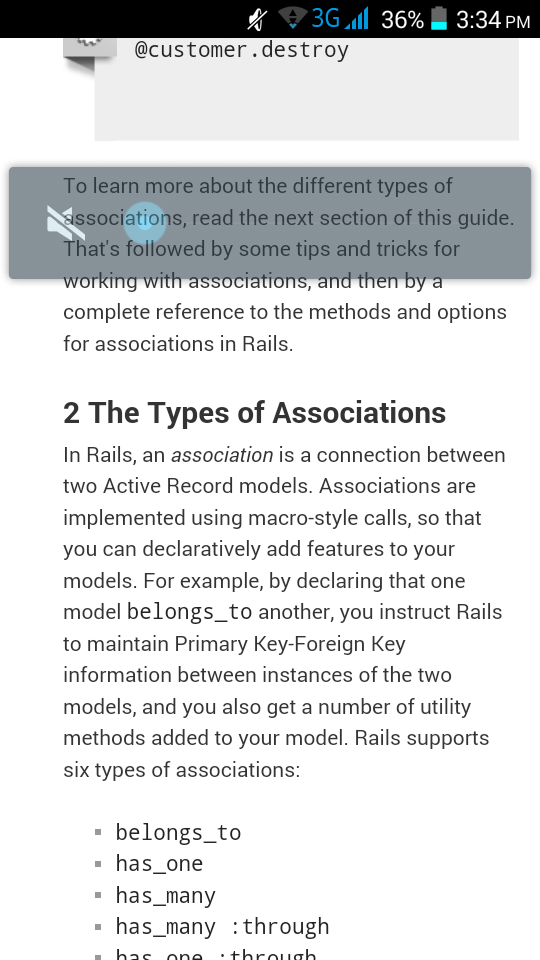 3G 36% 3:34 PM
@customer.destroy
To learn more about the different types of
associations, read the next section of this guide.
That's followed by some tips and tricks for
working with associations, and then by a
complete reference to the methods and options
for associations in Rails.
2 The Types of Associations
In Rails, an association is a connection between
two Active Record models. Associations are
implemented using macro-style calls, so that
you can declaratively add features to your
models. For example, by declaring that one
model belongs_to another, you instruct Rails
to maintain Primary Key-Foreign Key
information between instances of the two
models, and you also get a number of utility
methods added to your model. Rails supports
six types of associations:
belongs_to
has_one
has_many
has_many :through
has_one :through